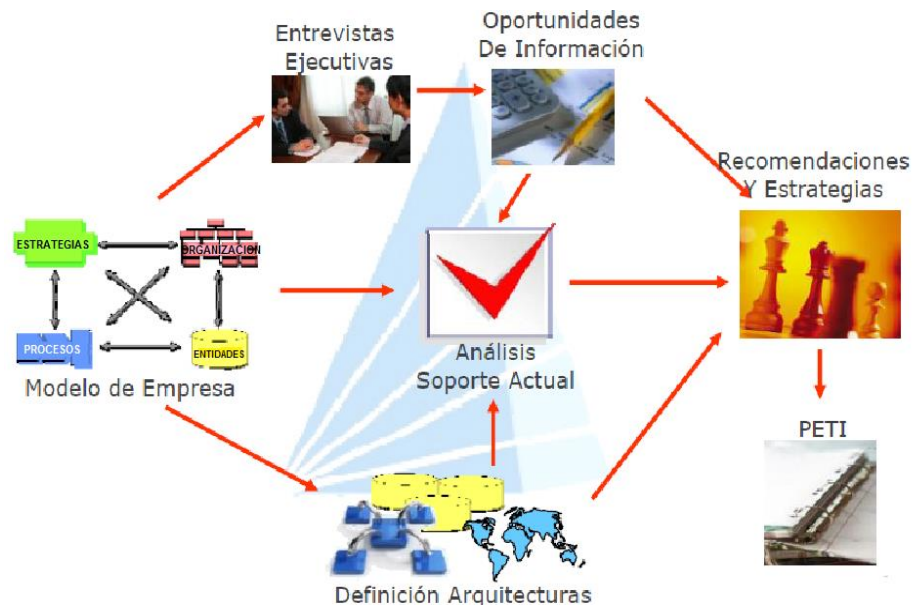 Entrevistas
Ejecutivas
Oportunidades
De Información
Recomendaciones
Y Estrategias
ESTRATEGIAS
ORGANIZACION
PROCESOS
ENTIDADES
Modelo de Empresa
Análisis
Soporte Actual
PETI
Definición Arquitecturas